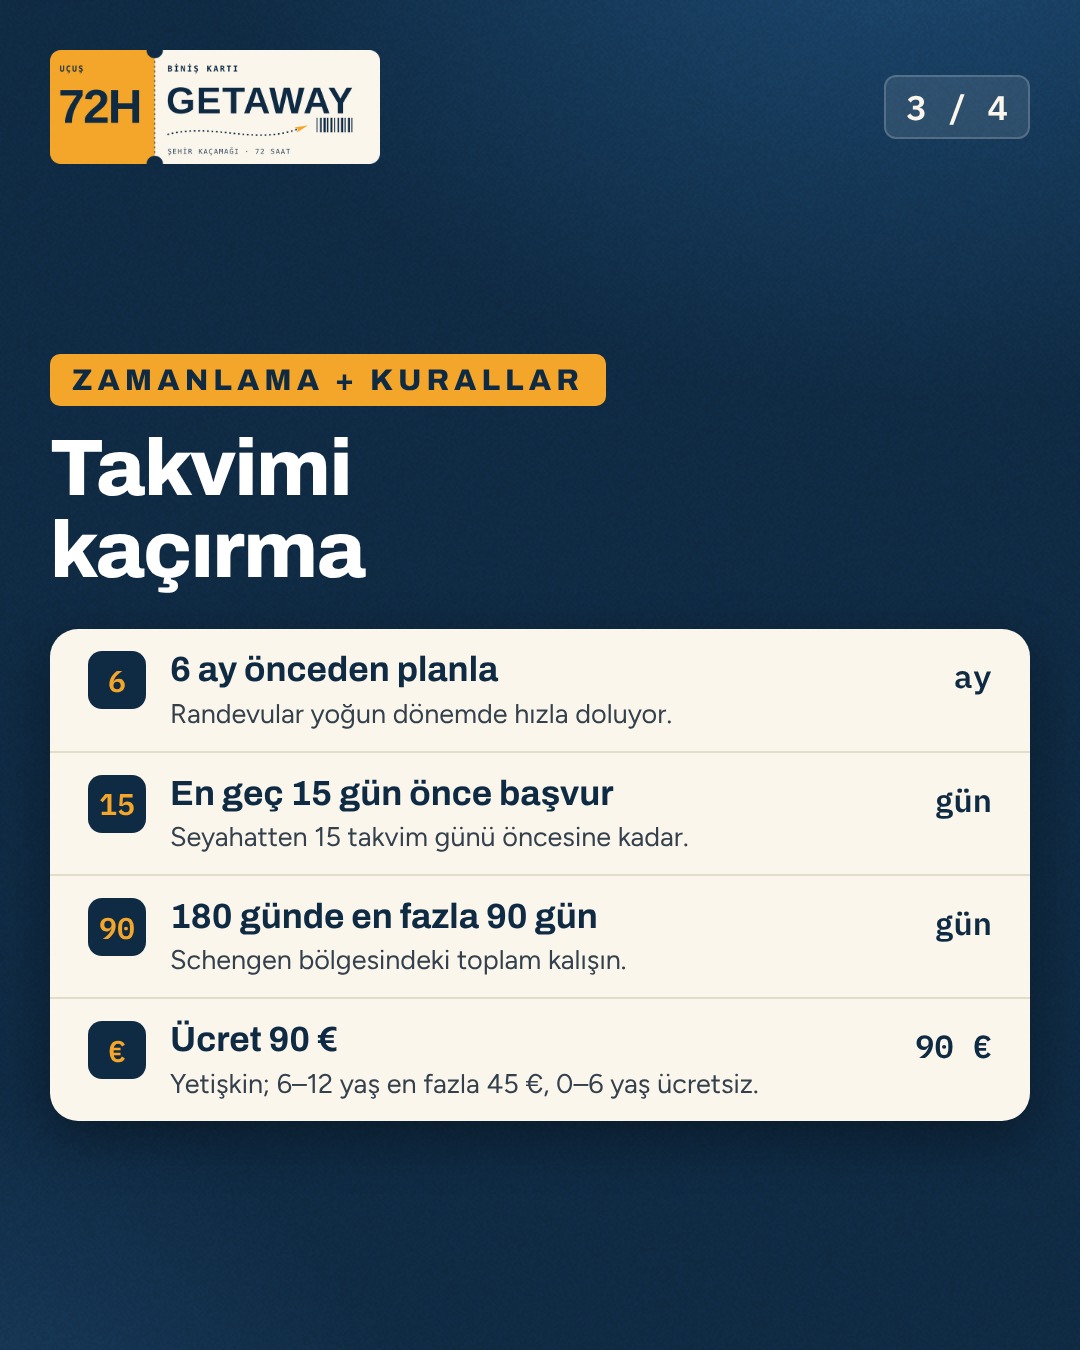 UÇUŞ
72H
BİNİŞ KARTI
GETAWAY
ŞEHİR KAÇAMAĞI · 72 SAAT
3 / 4
ZAMANLAMA + KURALLAR
Takvimi
kaçırma
6
6 ay önceden planla
ay
Randevular yoğun dönemde hızla doluyor.
15
En geç 15 gün önce başvur
gün
Seyahatten 15 takvim günü öncesine kadar.
90
180 günde en fazla 90 gün
gün
Schengen bölgesindeki toplam kalışın.
€
Ücret 90 €
90 €
Yetişkin; 6–12 yaş en fazla 45 €, 0–6 yaş ücretsiz.